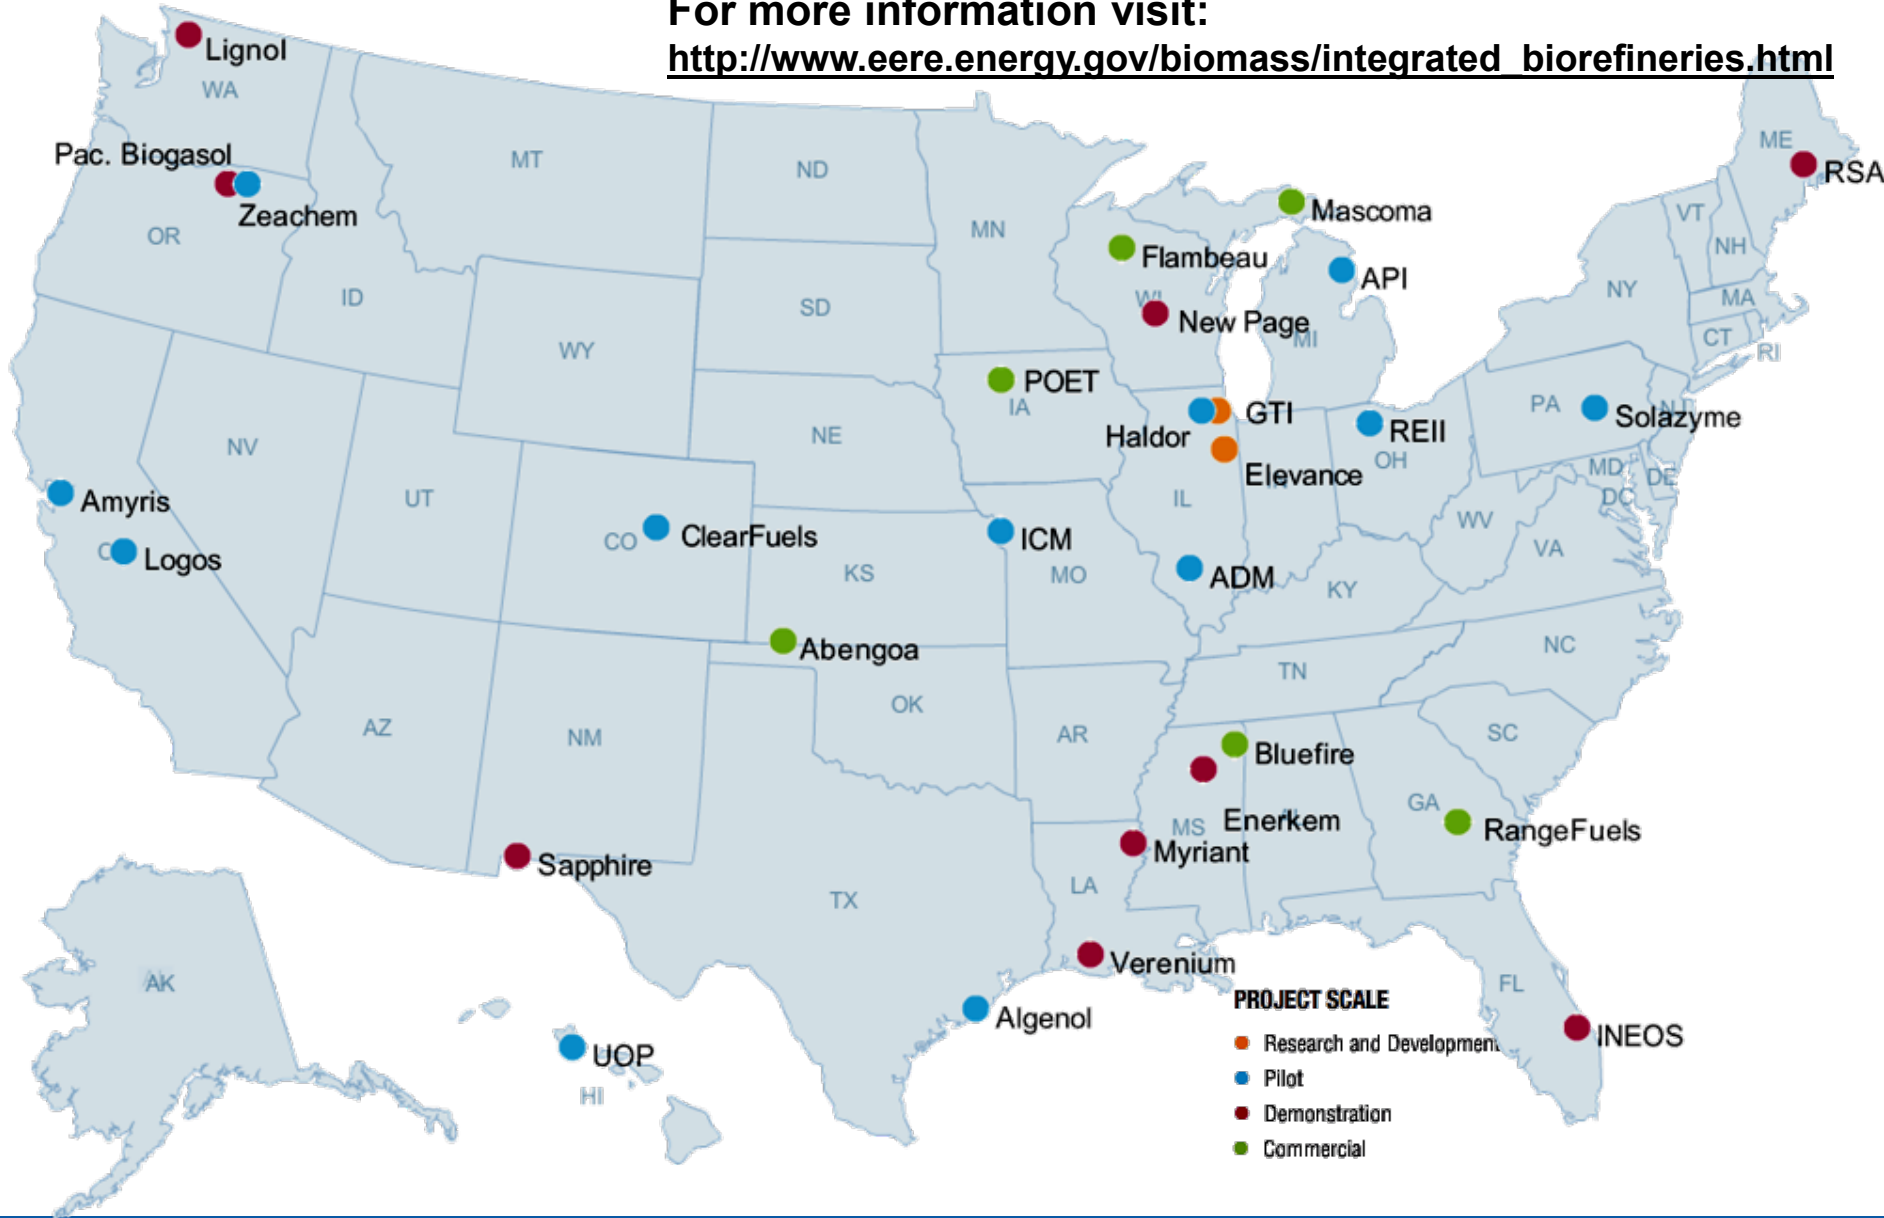 For more information visit:
http://www.eere.energy.gov/biomass/integrated_biorefineries.html
Lignol
WA
ME
Pac. Biogasol
MT
ND
RSA
Zeachem
Mascoma
VT
OR
MN
NH
Flambeau
API
ID
SD
NY
MA
WI
New Page
MI
CT
RI
WY
POET
IA
GTI
PA
NJ
Solazyme
Haldor
REII
NV
NE
OH
Elevance
IN
MD
DE
DC
Amyris
UT
IL
WV
CO
ClearFuels
ICM
VA
Logos
KS
MO
ADM
KY
Abengoa
NC
TN
OK
AZ
NM
AR
SC
Bluefire
GA
MS
Enerkem
RangeFuels
Myriant
Sapphire
LA
TX
Verenium
AK
FL
PROJECT SCALE
Algenol
INEOS
Research and Development
UOP
Pilot
HI
Demonstration
Commercial